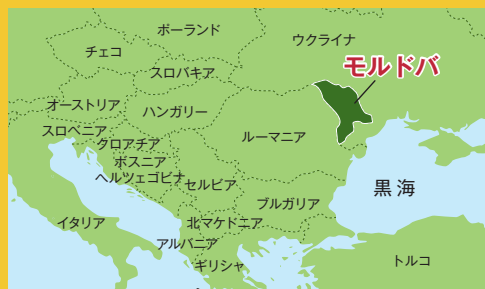 ポーランド
ウクライナ
チェコ
モルドバ
スロバキア
オーストリア
ハンガリー
スロベニア
ルーマニア
クロアチア
ボスニア
ヘルツェゴビナ
セルビア
黒海
ブルガリア
イタリア
北マケドニア
アルバニア
ギリシャ
トルコ